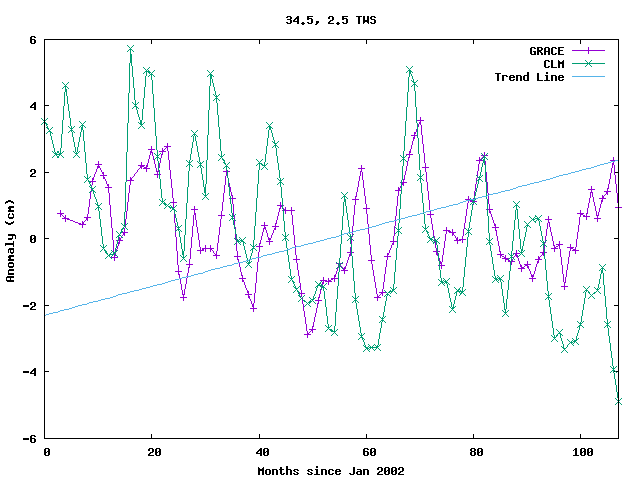 34.5, 2.5 TWS
GRACE
CLM
Trend Line
6
4
2
0
-2
-4
-6
Anomaly (cm)
0 20 40 60 80 100
Months since Jan 2002